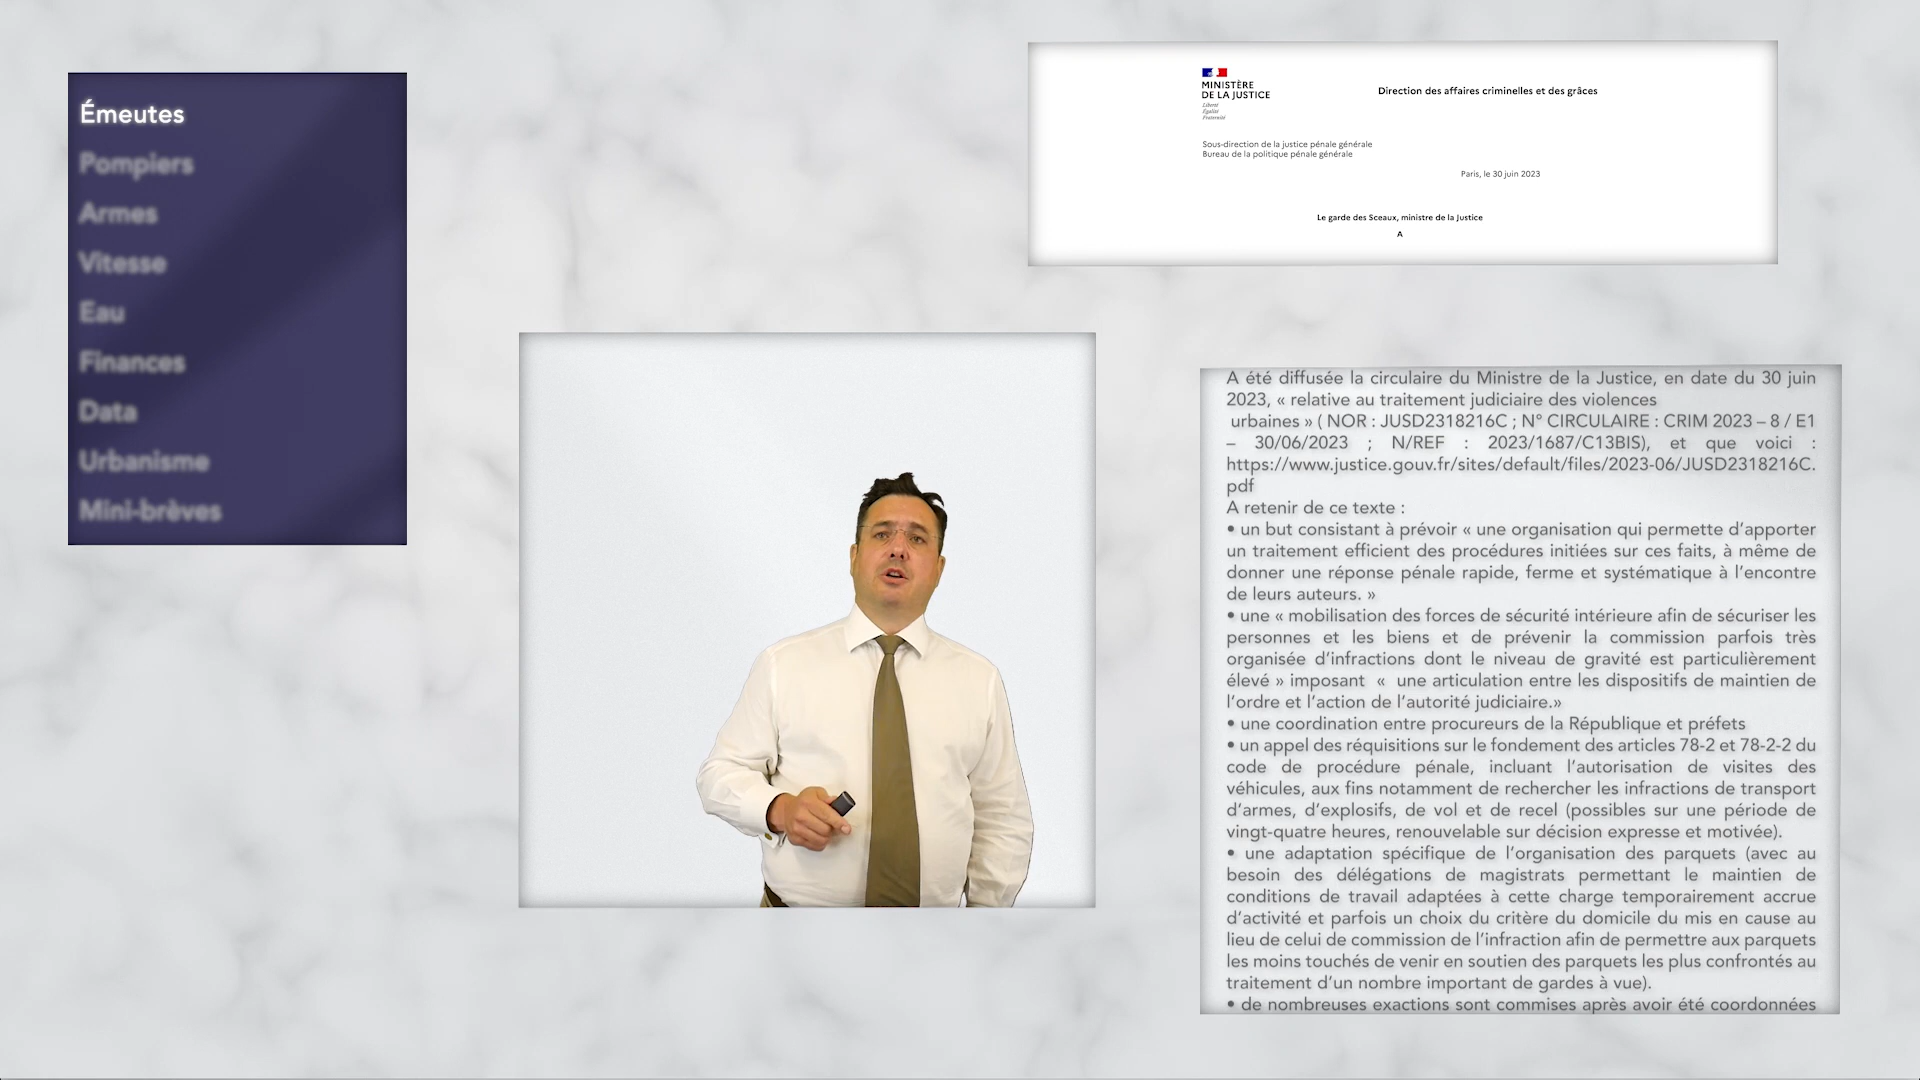 Émeutes
Pompiers
Armes
Vitesse
Eau
Finances
Data
Urbanisme
Mini-brèves
MINISTÈRE
DE LA JUSTICE
Liberté
Égalité
Fraternité
Direction des affaires criminelles et des grâces
Sous-direction de la justice pénale générale
Bureau de la politique pénale générale
Paris, le 30 juin 2023
Le garde des Sceaux, ministre de la Justice
A
A été diffusée la circulaire du Ministre de la Justice, en date du 30 juin
2023, « relative au traitement judiciaire des violences
urbaines » ( NOR : JUSD2318216C ; N° CIRCULAIRE : CRIM 2023 – 8 / E1
– 30/06/2023 ; N/REF : 2023/1687/C13BIS), et que voici :
https://www.justice.gouv.fr/sites/default/files/2023-06/JUSD2318216C.
pdf
A retenir de ce texte :
• un but consistant à prévoir « une organisation qui permette d’apporter
un traitement efficient des procédures initiées sur ces faits, à même de
donner une réponse pénale rapide, ferme et systématique à l’encontre
de leurs auteurs. »
• une « mobilisation des forces de sécurité intérieure afin de sécuriser les
personnes et les biens et de prévenir la commission parfois très
organisée d’infractions dont le niveau de gravité est particulièrement
élevé » imposant « une articulation entre les dispositifs de maintien de
l’ordre et l’action de l’autorité judiciaire.»
• une coordination entre procureurs de la République et préfets
• un appel des réquisitions sur le fondement des articles 78-2 et 78-2-2 du
code de procédure pénale, incluant l’autorisation de visites des
véhicules, aux fins notamment de rechercher les infractions de transport
d’armes, d’explosifs, de vol et de recel (possibles sur une période de
vingt-quatre heures, renouvelable sur décision expresse et motivée).
• une adaptation spécifique de l’organisation des parquets (avec au
besoin des délégations de magistrats permettant le maintien de
conditions de travail adaptées à cette charge temporairement accrue
d’activité et parfois un choix du critère du domicile du mis en cause au
lieu de celui de commission de l’infraction afin de permettre aux parquets
les moins touchés de venir en soutien des parquets les plus confrontés au
traitement d’un nombre important de gardes à vue).
• de nombreuses exactions sont commises après avoir été coordonnées